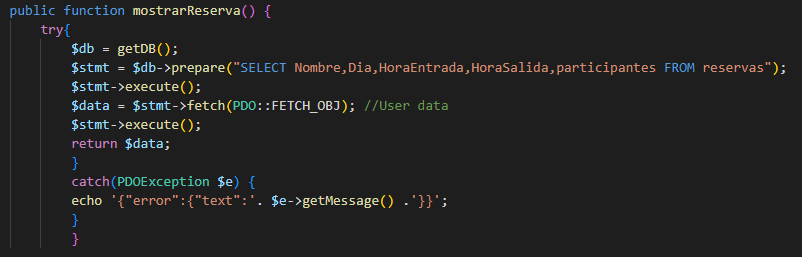 public function mostrarReserva() {
try{
$db = getDB();
$stmt = $db->prepare("SELECT Nombre,Dia,HoraEntrada,HoraSalida,participantes FROM reservas");
$stmt->execute();
$data = $stmt->fetch(PDO::FETCH_OBJ); //User data
$stmt->execute();
return $data;
}
catch(PDOException $e) {
echo '{"error":{"text":'. $e->getMessage() .'}}';
}
}